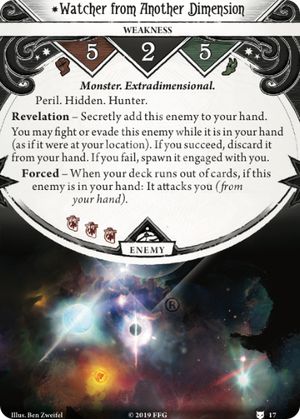 *Watcher from Another Dimension
WEAKNESS
5 2 5
Monster. Extradimensional.
Peril. Hidden. Hunter.
Revelation – Secretly add this enemy to your hand.
You may fight or evade this enemy while it is in your hand
(as if it were at your location). If you succeed, discard it
from your hand. If you fail, spawn it engaged with you.
Forced – When your deck runs out of cards, if this
enemy is in your hand: It attacks you (from
your hand).
ENEMY
®
Illus. Ben Zweifel
© 2019 FFG
17